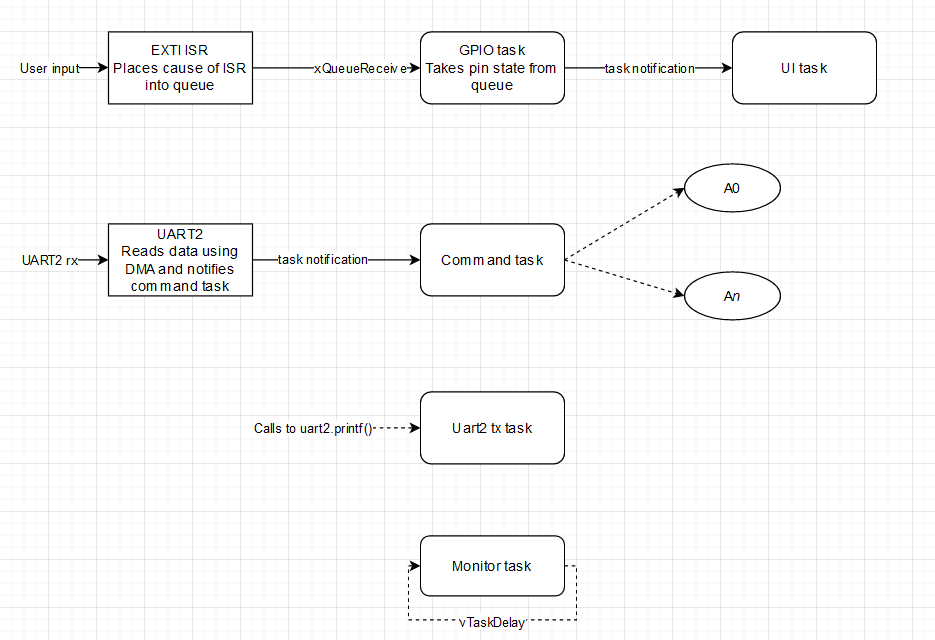 User input
EXTI ISR
Places cause of ISR
into queue
xQueueReceive
GPIO task
Takes pin state from
queue
task notification
UI task
A0
UART2 rx
UART2
Reads data using
DMA and notifies
command task
task notification
Command task
An
Calls to uart2.printf()
Uart2 tx task
Monitor task
vTaskDelay